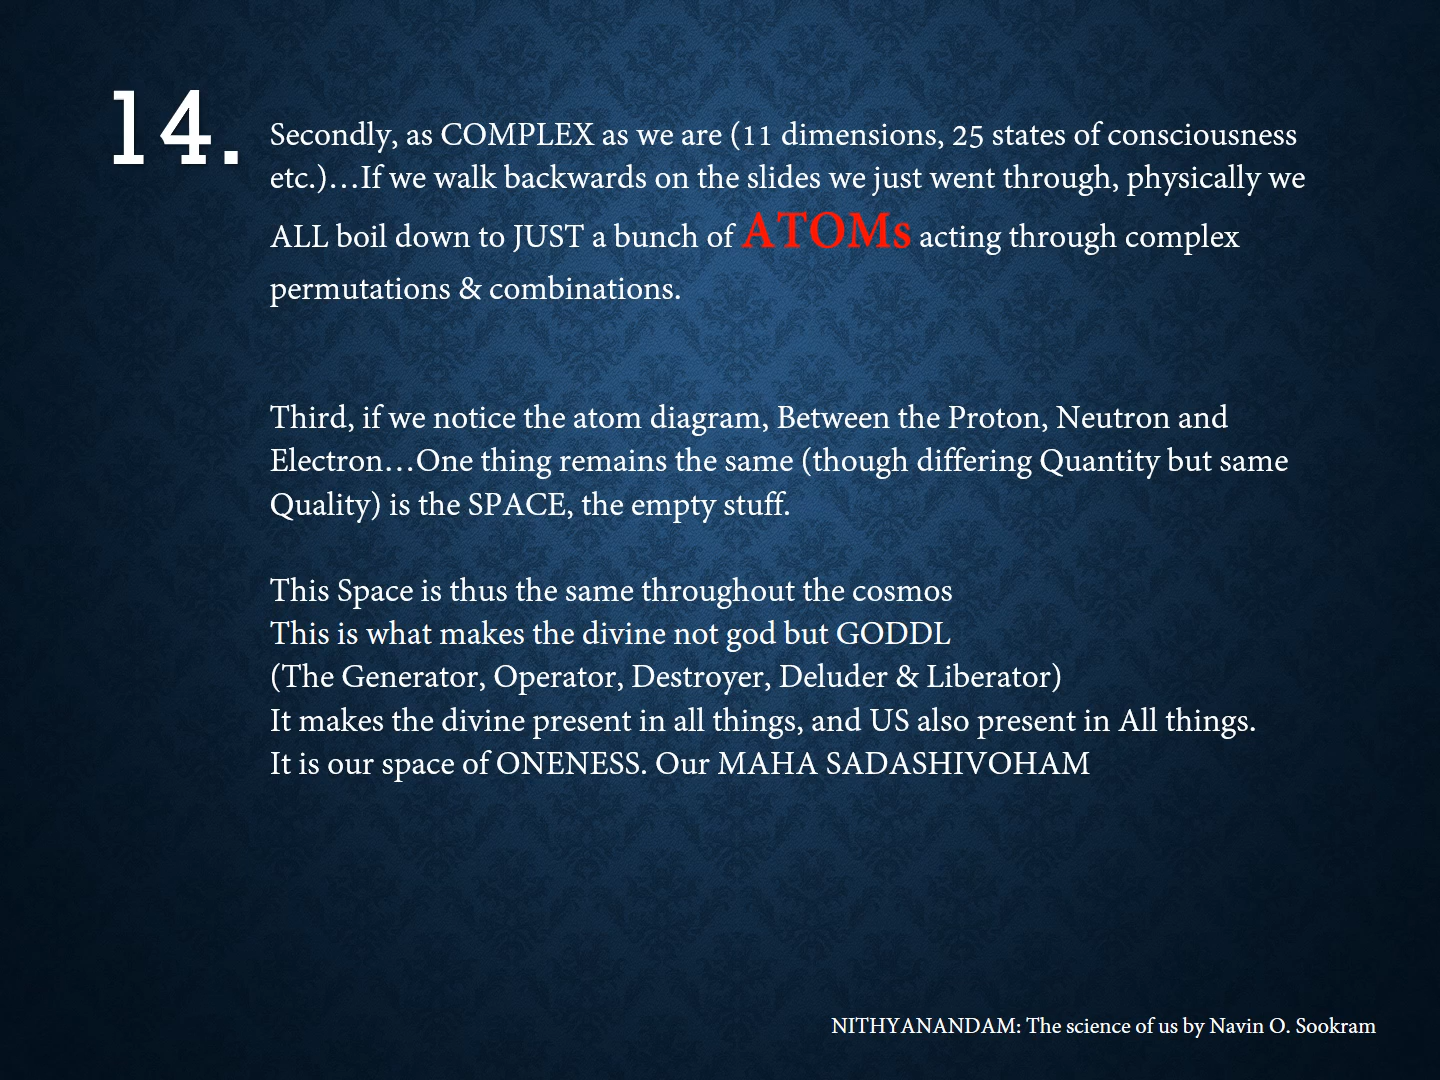 14.
Secondly, as COMPLEX as we are (11 dimensions, 25 states of consciousness
etc.)…If we walk backwards on the slides we just went through, physically we
ALL boil down to JUST a bunch of ATOMs acting through complex
permutations & combinations.
Third, if we notice the atom diagram, Between the Proton, Neutron and
Electron…One thing remains the same (though differing Quantity but same
Quality) is the SPACE, the empty stuff.
This Space is thus the same throughout the cosmos
This is what makes the divine not god but GODDL
(The Generator, Operator, Destroyer, Deluder & Liberator)
It makes the divine present in all things, and US also present in All things.
It is our space of ONENESS. Our MAHA SADASHIVOHAM
NITHYANANDAM: The science of us by Navin O. Sookram